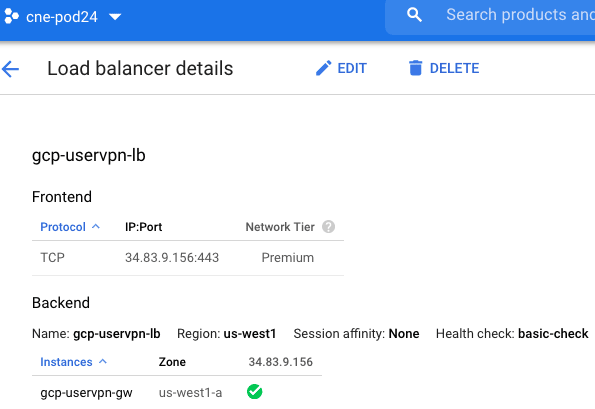 cne-pod24 Search products and
Load balancer details EDIT DELETE
gcp-uservpn-lb
Frontend
Protocol IP:Port Network Tier ?
TCP 34.83.9.156:443 Premium
Backend
Name: gcp-uservpn-lb Region: us-west1 Session affinity: None Health check: basic-check
Instances Zone 34.83.9.156
gcp-uservpn-gw us-west1-a